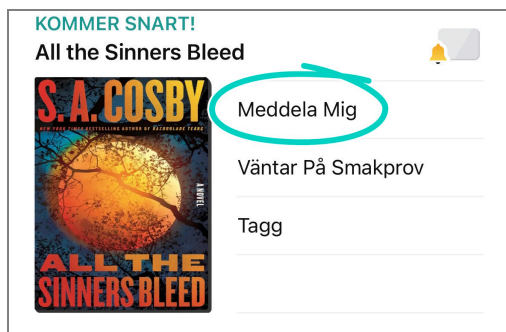 KOMMER SNART!
All the Sinners Bleed
S. A. COSBY
NEW YORK TIMES BESTSELLING AUTHOR OF RAZORBLADE TEARS
A NOVEL
ALL THE
SINNERS BLEED
Meddela Mig
Väntar På Smakprov
Tagg